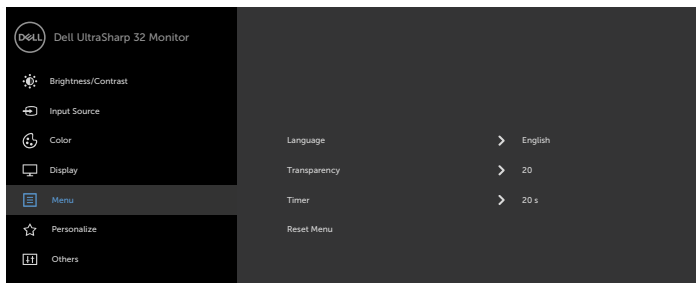 DELL Dell UltraSharp 32 Monitor
Brightness/Contrast
Input Source
Color
Language English
Display
Transparency 20
Menu
Timer 20 s
Personalize
Reset Menu
Others